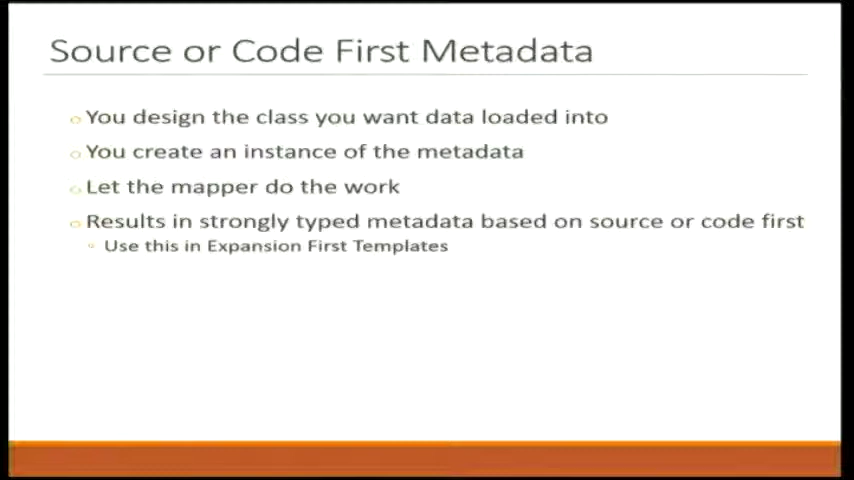 Source or Code First Metadata
You design the class you want data loaded into
You create an instance of the metadata
Let the mapper do the work
Results in strongly typed metadata based on source or code first
Use this in Expansion First Templates